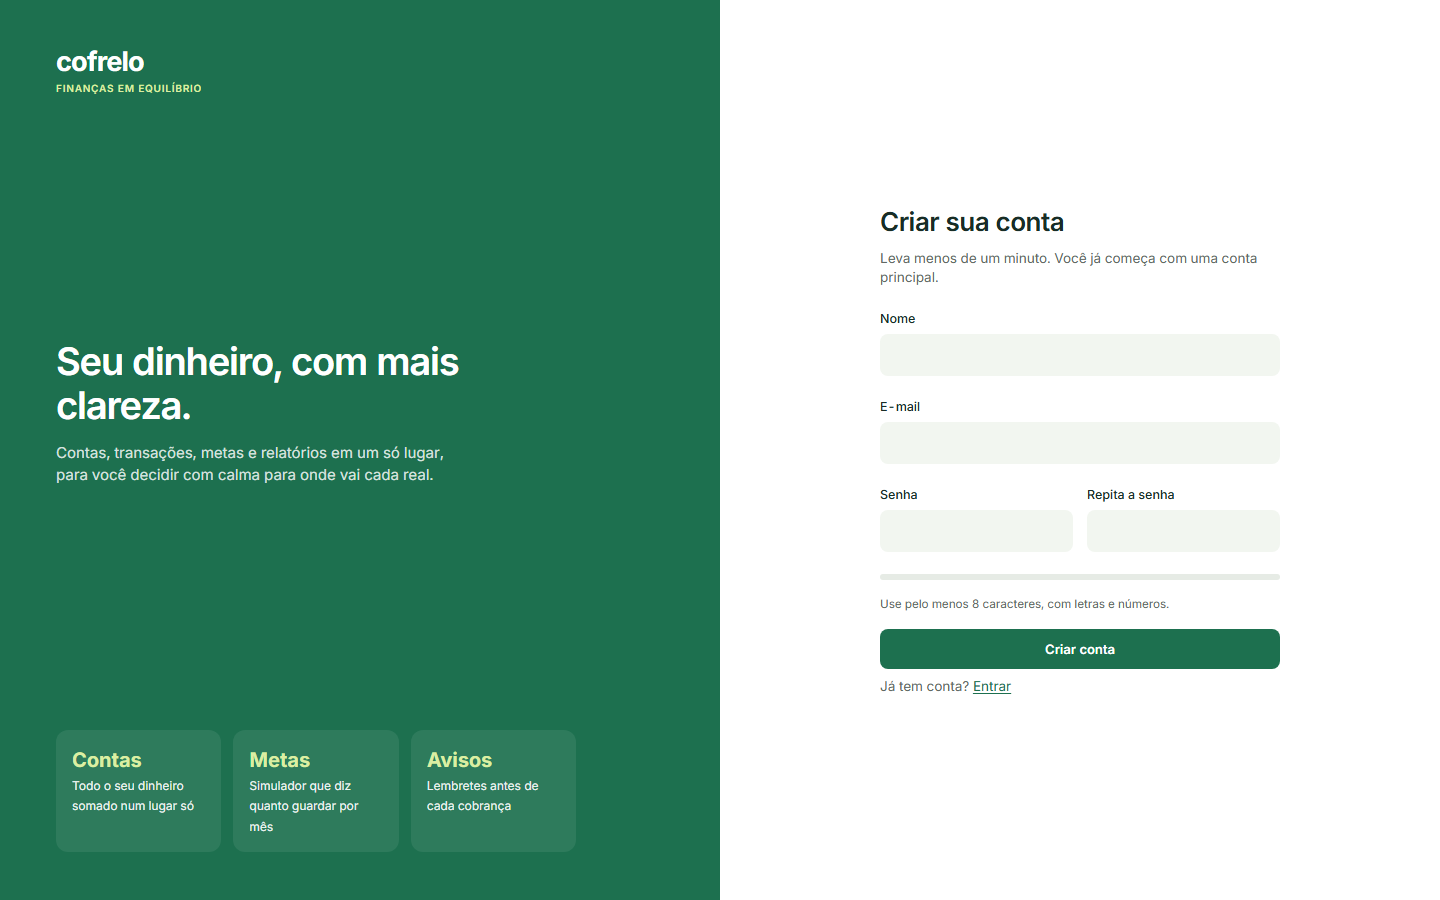 cofrelo
FINANÇAS EM EQUILÍBRIO
Seu dinheiro, com mais
clareza.
Contas, transações, metas e relatórios em um só lugar,
para você decidir com calma para onde vai cada real.
Contas
Todo o seu dinheiro
somado num lugar só
Metas
Simulador que diz
quanto guardar por
mês
Avisos
Lembretes antes de
cada cobrança
Criar sua conta
Leva menos de um minuto. Você já começa com uma conta
principal.
Nome
E-mail
Senha
Repita a senha
Use pelo menos 8 caracteres, com letras e números.
Criar conta
Já tem conta? Entrar